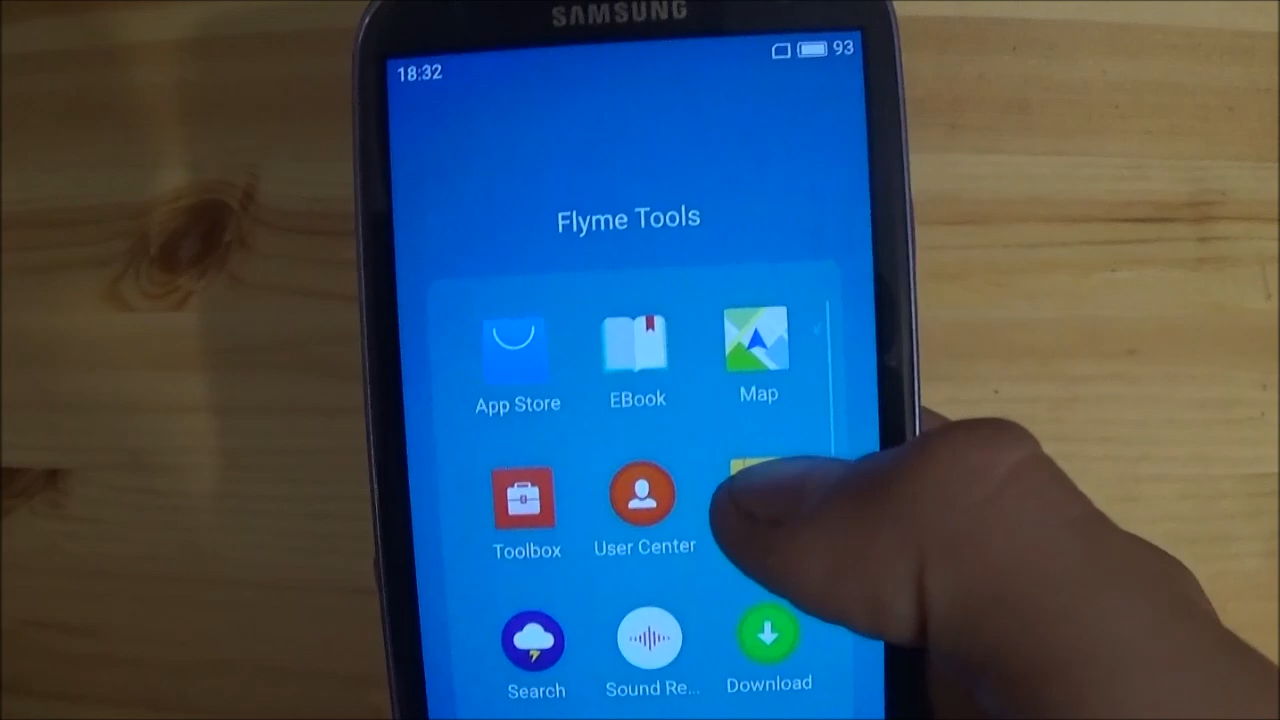 SAMSUNG
18:32
93
Flyme Tools
App Store
EBook
Map
Toolbox
User Center
Search
Sound Re...
Download